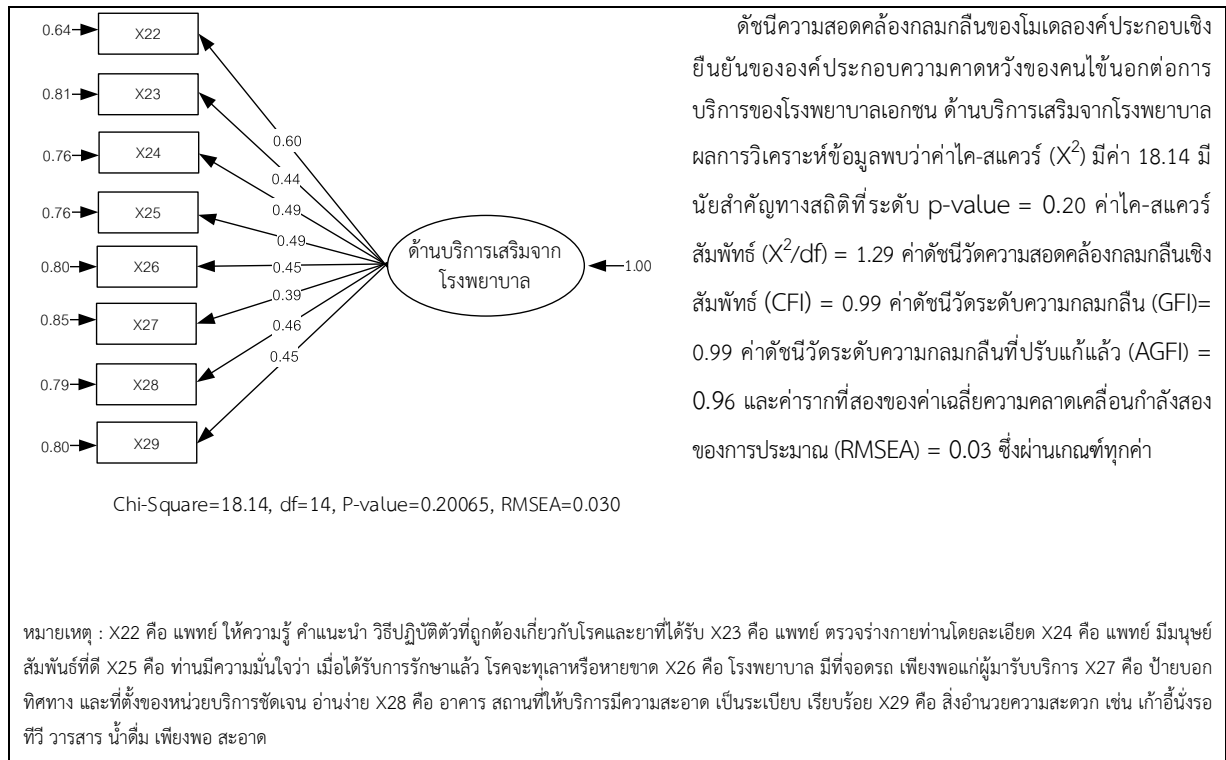 0.64
X22
0.81
X23
0.76
X24
0.76
X25
0.80
X26
0.85
X27
0.79
X28
0.80
X29
0.60
0.44
0.49
0.49
0.45
0.39
0.46
0.45
ด้านบริการเสริมจาก
โรงพยาบาล
1.00
Chi-Square=18.14, df=14, P-value=0.20065, RMSEA=0.030
ดัชนีความสอดคล้องกลมกลืนของโมเดลองค์ประกอบเชิง
ยืนยันขององค์ประกอบความคาดหวังของคนไข้นอกต่อการ
บริการของโรงพยาบาลเอกชน ด้านบริการเสริมจากโรงพยาบาล
ผลการวิเคราะห์ข้อมูลพบว่าค่าไค-สแควร์ (X²) มีค่า 18.14 มี
นัยสำคัญทางสถิติที่ระดับ p-value = 0.20 ค่าไค-สแควร์
สัมพัทธ์ (X²/df) = 1.29 ค่าดัชนีวัดความสอดคล้องกลมกลืนเชิง
สัมพัทธ์ (CFI) = 0.99 ค่าดัชนีวัดระดับความกลมกลืน (GFI)=
0.99 ค่าดัชนีวัดระดับความกลมกลืนที่ปรับแก้แล้ว (AGFI) =
0.96 และค่ารากที่สองของค่าเฉลี่ยความคลาดเคลื่อนกำลังสอง
ของการประมาณ (RMSEA) = 0.03 ซึ่งผ่านเกณฑ์ทุกค่า
หมายเหตุ : X22 คือ แพทย์ ให้ความรู้ คำแนะนำ วิธีปฏิบัติตัวที่ถูกต้องเกี่ยวกับโรคและยาที่ได้รับ X23 คือ แพทย์ ตรวจร่างกายท่านโดยละเอียด X24 คือ แพทย์ มีมนุษย์
สัมพันธ์ที่ดี X25 คือ ท่านมีความมั่นใจว่า เมื่อได้รับการรักษาแล้ว โรคจะทุเลาหรือหายขาด X26 คือ โรงพยาบาล มีที่จอดรถ เพียงพอแก่ผู้มารับบริการ X27 คือ ป้ายบอก
ทิศทาง และที่ตั้งของหน่วยบริการชัดเจน อ่านง่าย X28 คือ อาคาร สถานที่ให้บริการมีความสะอาด เป็นระเบียบ เรียบร้อย X29 คือ สิ่งอำนวยความสะดวก เช่น เก้าอี้นั่งรอ
ทีวี วารสาร น้ำดื่ม เพียงพอ สะอาด